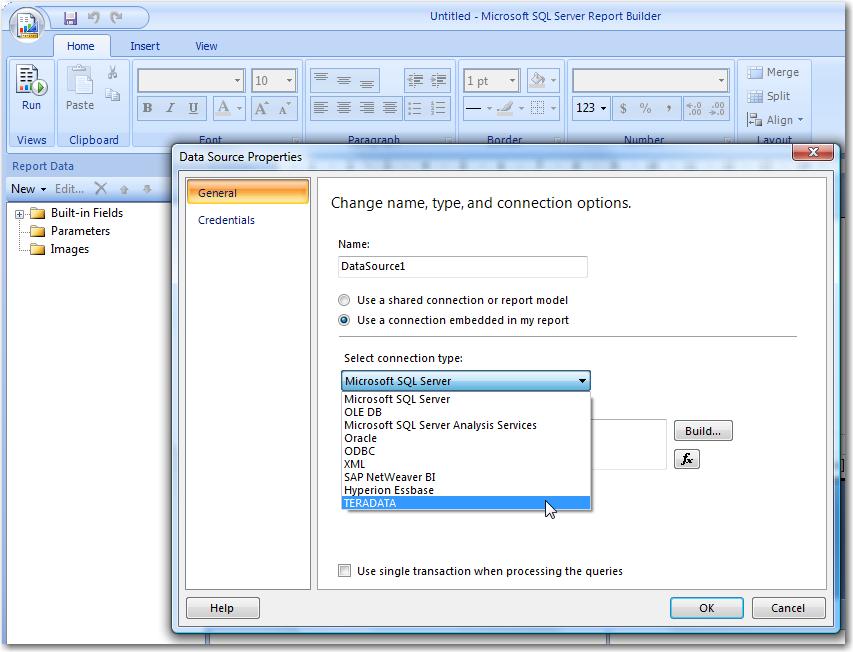 Untitled - Microsoft SQL Server Report Builder
Home Insert View
Run
Paste
10
1 pt
Merge
Split
Align
B I U A A A
123 $ % ,
Views Clipboard Font Paragraph Border Number Layout
Report Data
New Edit...
Built-in Fields
Parameters
Images
Data Source Properties
General
Credentials
Change name, type, and connection options.
Name:
DataSource1
Use a shared connection or report model
Use a connection embedded in my report
Select connection type:
Microsoft SQL Server
Microsoft SQL Server
OLE DB
Microsoft SQL Server Analysis Services
Oracle
ODBC
XML
SAP NetWeaver BI
Hyperion Essbase
TERADATA
Build...
fx
Use single transaction when processing the queries
Help
OK
Cancel